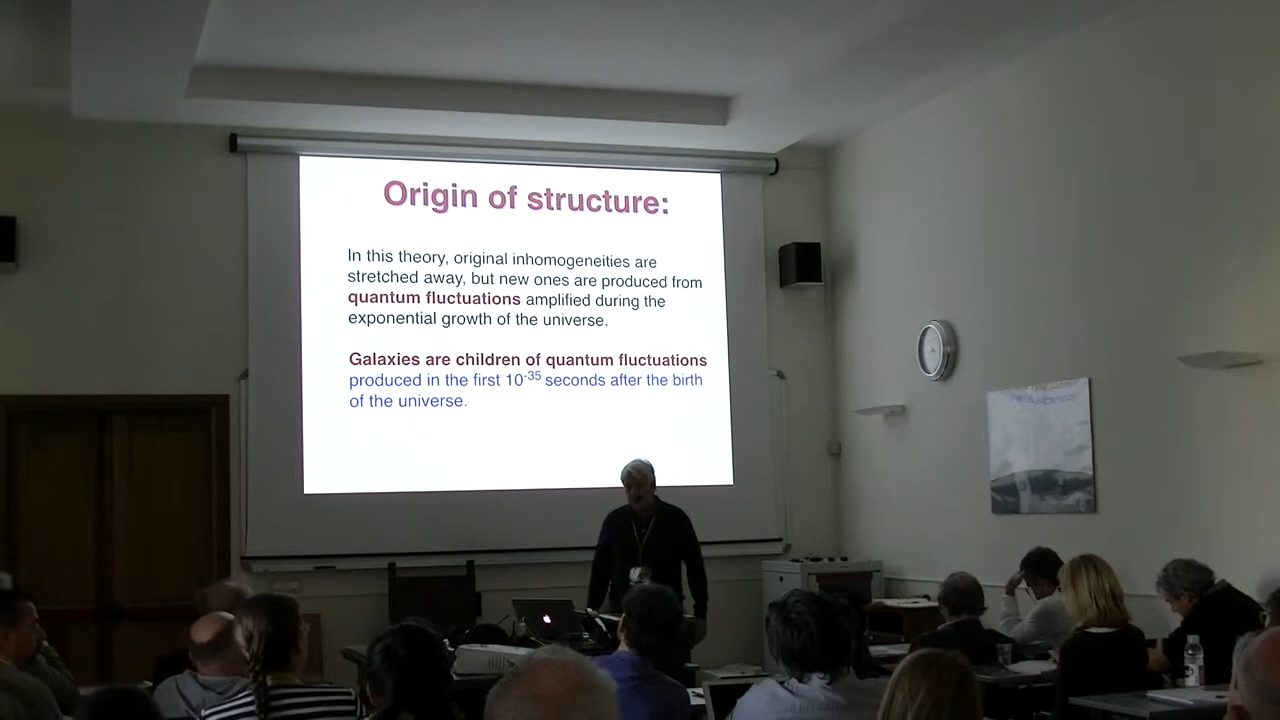 Origin of structure:
In this theory, original inhomogeneities are
stretched away, but new ones are produced from
quantum fluctuations amplified during the
exponential growth of the universe.
Galaxies are children of quantum fluctuations
produced in the first 10⁻³⁵ seconds after the birth
of the universe.